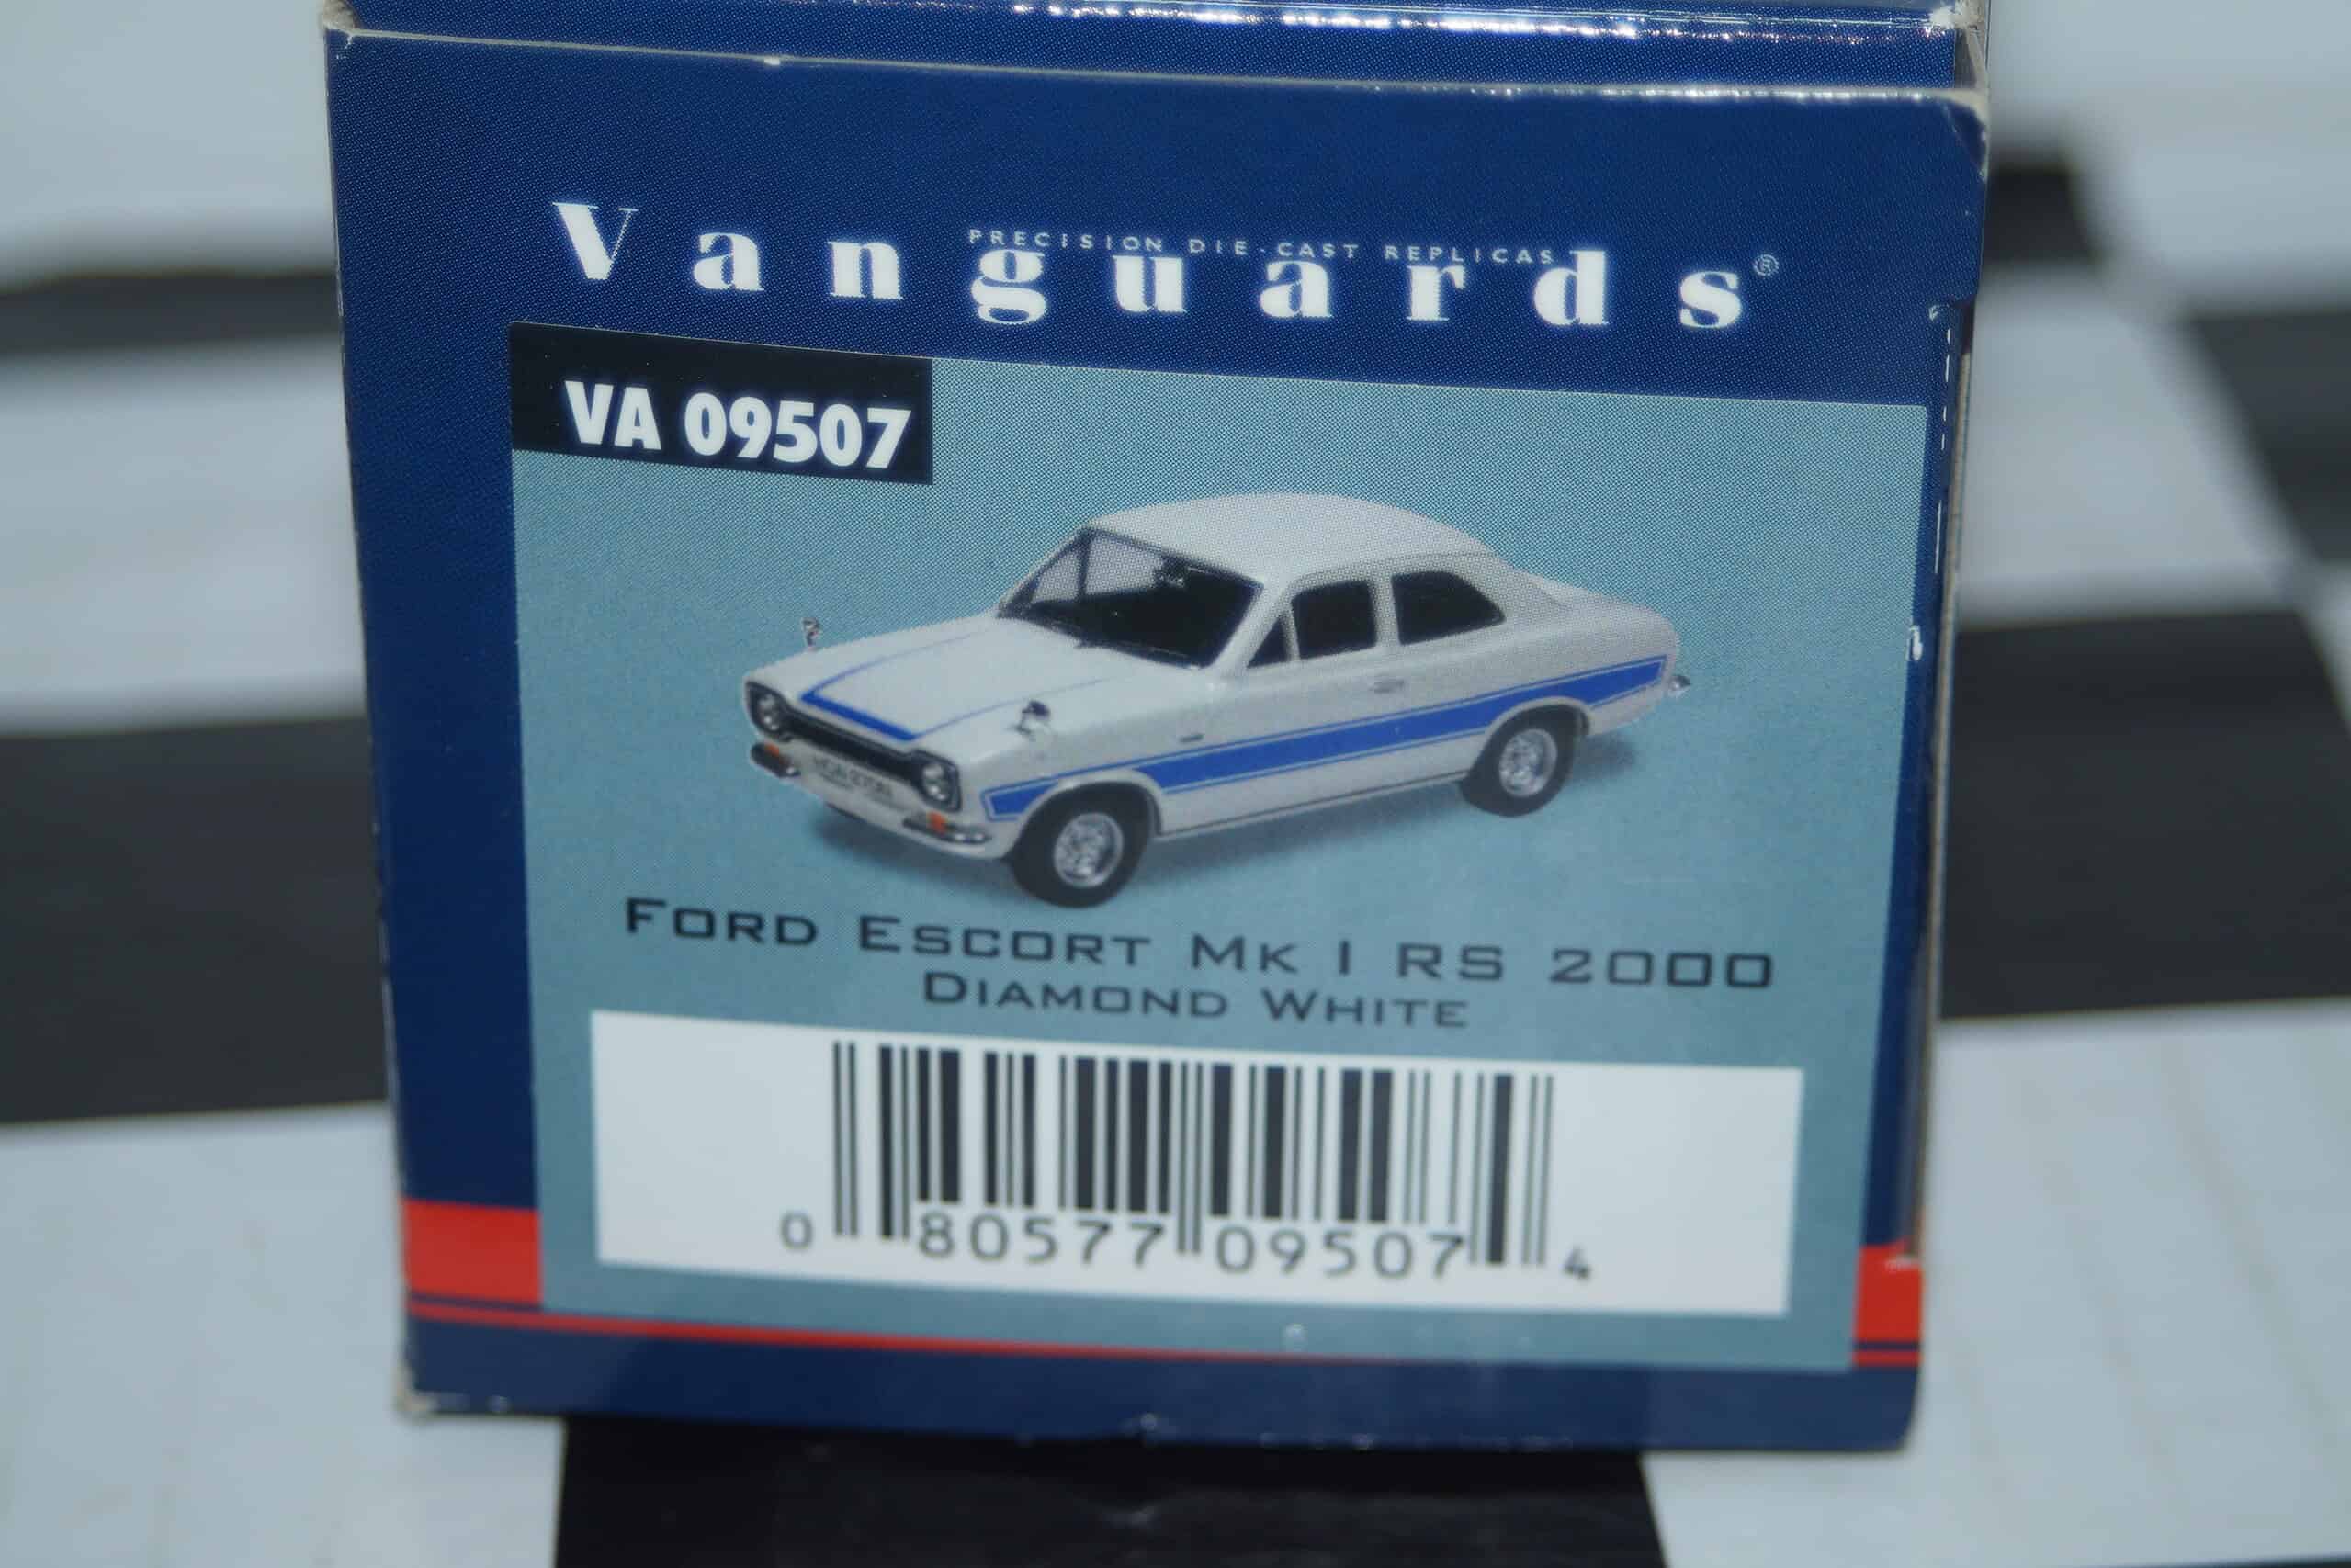 PRECISION DIE-CAST REPLICAS
Vanguards®
VA 09507
FORD ESCORT MK I RS 2000
DIAMOND WHITE
0 80577 09507 4